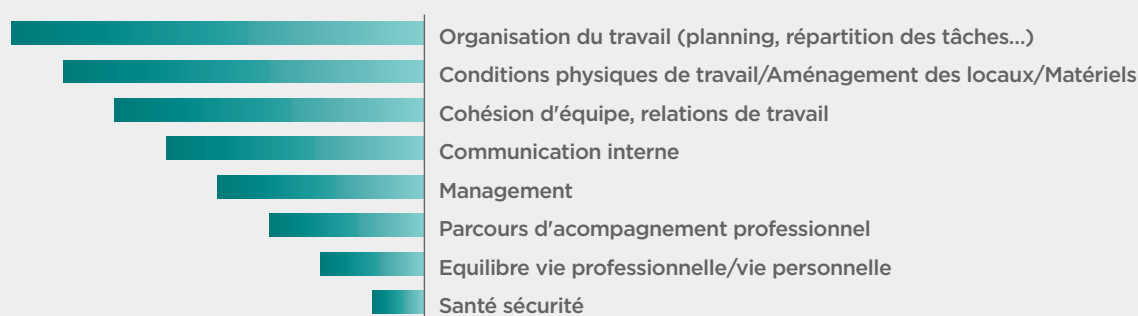 Organisation du travail (planning, répartition des tâches...)
Conditions physiques de travail/Aménagement des locaux/Matériels
Cohésion d'équipe, relations de travail
Communication interne
Management
Parcours d'acompagnement professionnel
Equilibre vie professionnelle/vie personnelle
Santé sécurité